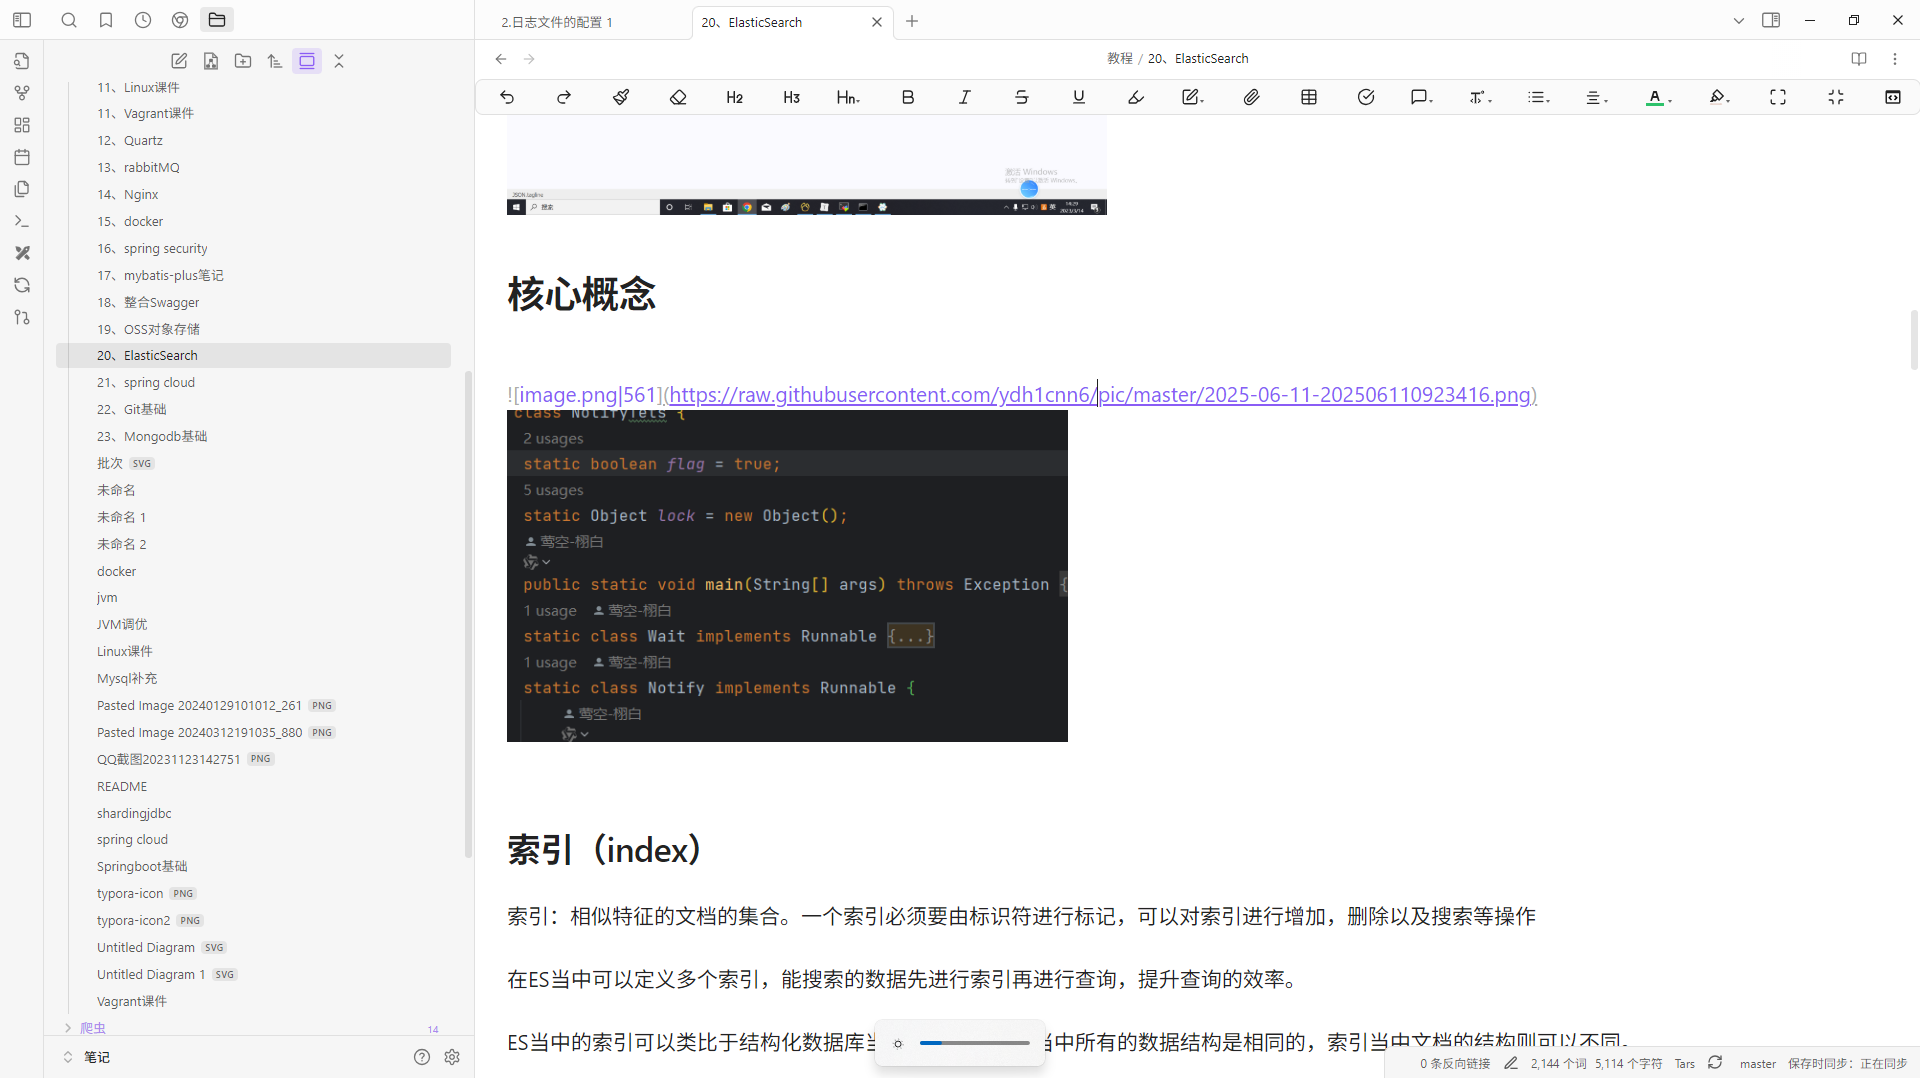 2.日志文件的配置 1
20、ElasticSearch
教程 / 20、ElasticSearch
H2 H3 Hn
11、Linux课件
11、Vagrant课件
12、Quartz
13、rabbitMQ
14、Nginx
15、docker
16、spring security
17、mybatis-plus笔记
18、整合Swagger
19、OSS对象存储
20、ElasticSearch
21、spring cloud
22、Git基础
23、Mongodb基础
批次 SVG
未命名
未命名 1
未命名 2
docker
jvm
JVM调优
Linux课件
Mysql补充
Pasted Image 20240129101012_261 PNG
Pasted Image 20240312191035_880 PNG
QQ截图20231123142751 PNG
README
shardingjdbc
spring cloud
Springboot基础
typora-icon PNG
typora-icon2 PNG
Untitled Diagram SVG
Untitled Diagram 1 SVG
Vagrant课件
爬虫 14
笔记
激活 Windows
搜索
14:29
2023/3/14
核心概念
![image.png|561](https://raw.githubusercontent.com/ydh1cnn6/pic/master/2025-06-11-202506110923416.png)
class NotifyTets {
2 usages
static boolean flag = true;
5 usages
static Object lock = new Object();
莺空-栩白
public static void main(String[] args) throws Exception {
1 usage 莺空-栩白
static class Wait implements Runnable {...}
1 usage 莺空-栩白
static class Notify implements Runnable {
莺空-栩白
索引（index）
索引：相似特征的文档的集合。一个索引必须要由标识符进行标记，可以对索引进行增加，删除以及搜索等操作
在ES当中可以定义多个索引，能搜索的数据先进行索引再进行查询，提升查询的效率。
ES当中的索引可以类比于结构化数据库当中所有的数据结构是相同的，索引当中文档的结构则可以不同。
0 条反向链接 2,144 个词 5,114 个字符 Tars master 保存时同步：正在同步